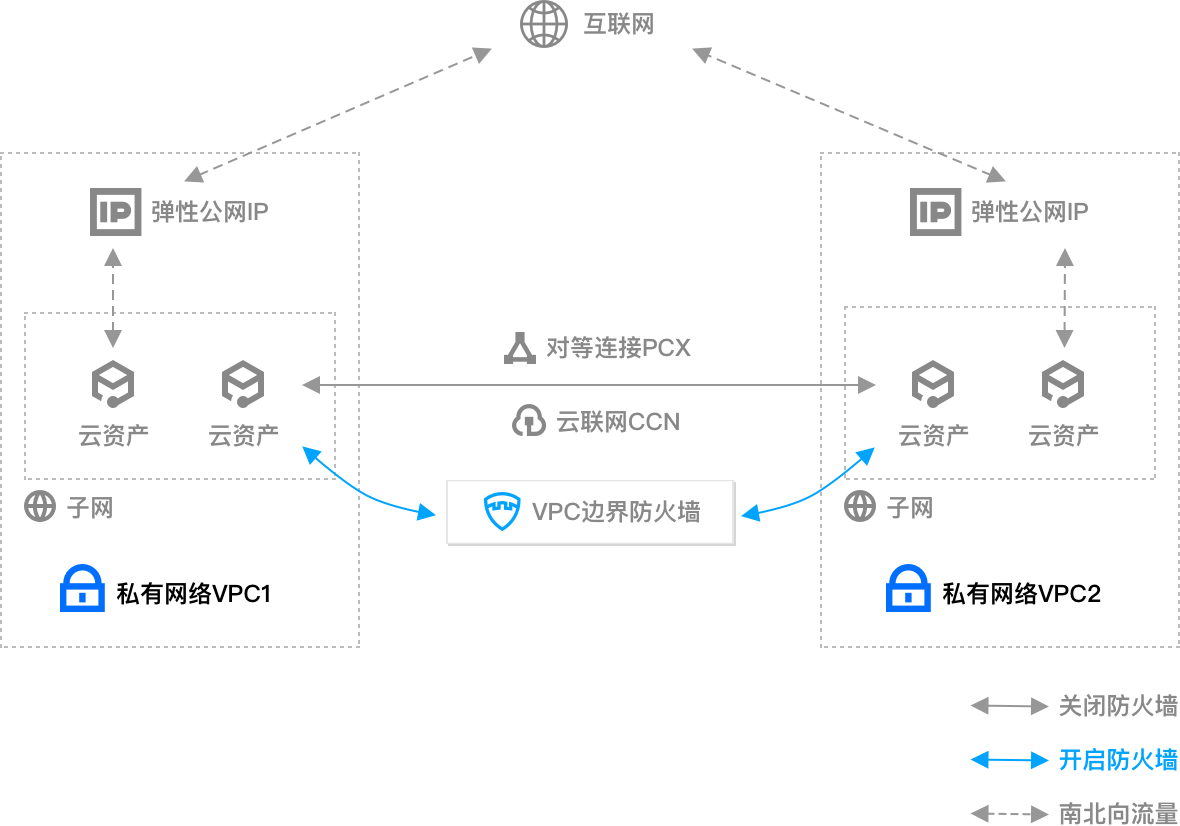 互联网
IP 弹性公网IP
IP 弹性公网IP
对等连接PCX
云联网CCN
云资产
云资产
云资产
云资产
子网
VPC边界防火墙
子网
私有网络VPC1
私有网络VPC2
关闭防火墙
开启防火墙
南北向流量